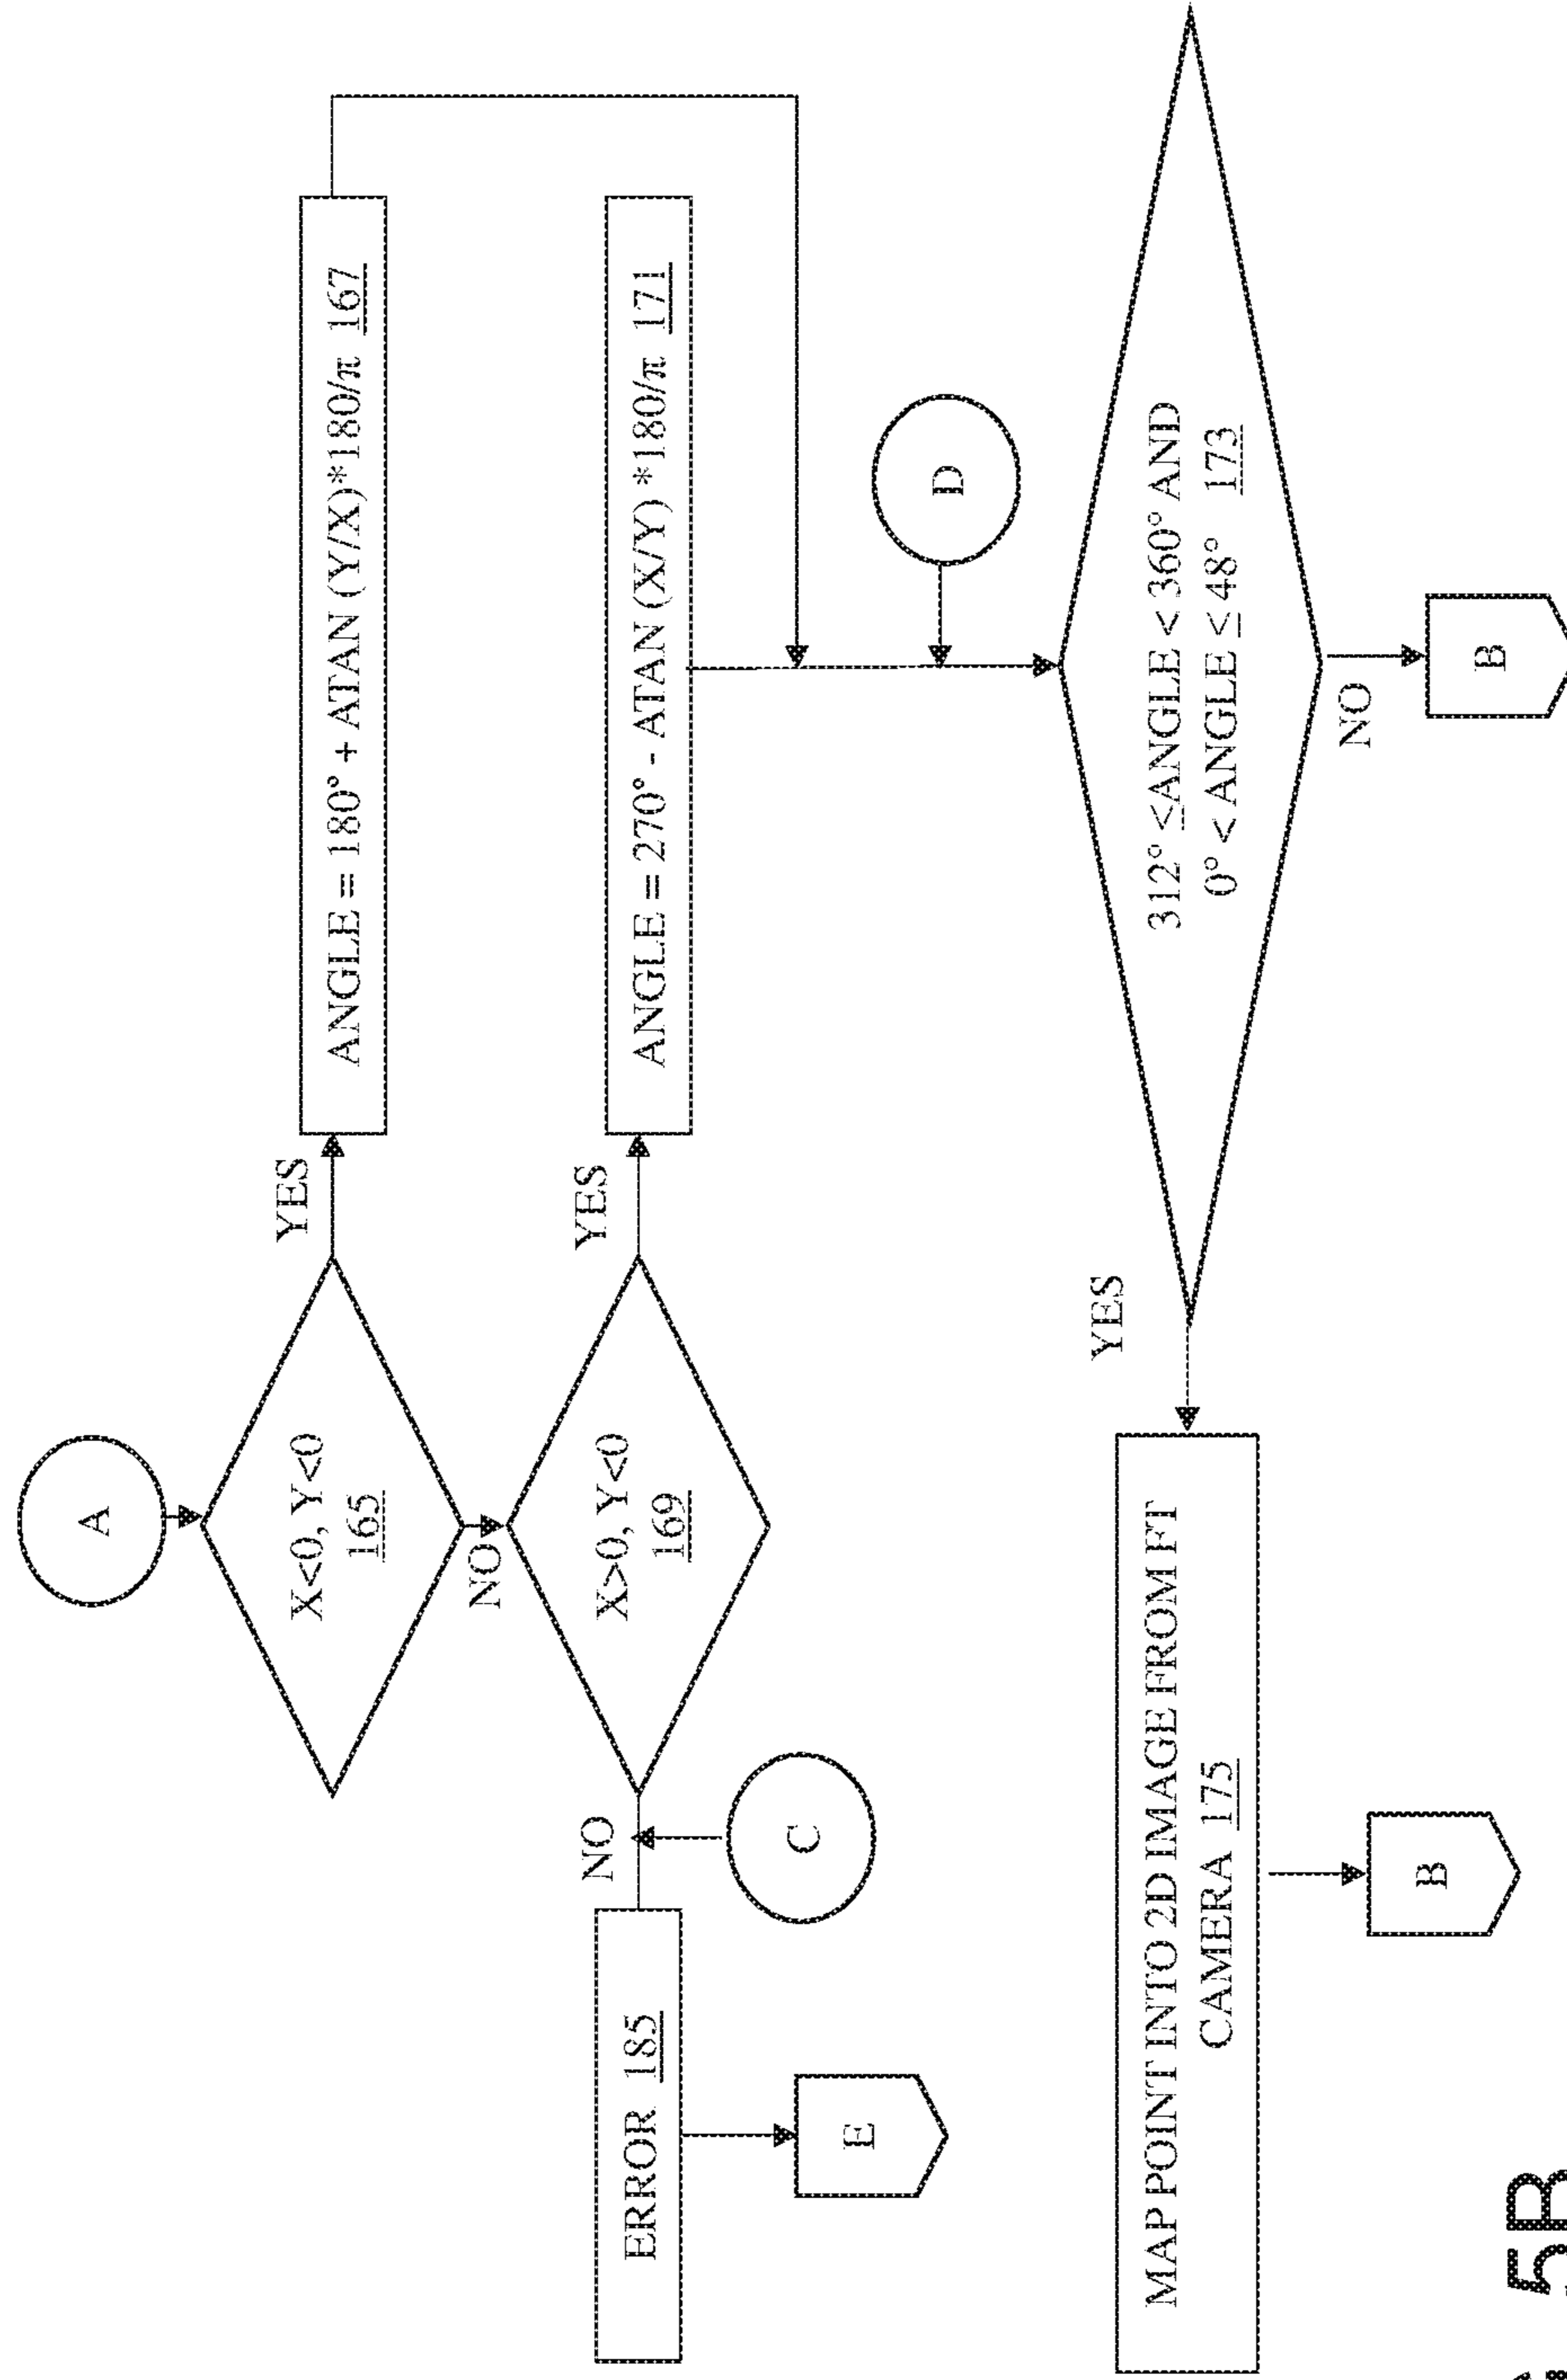 A
X<0, Y<0
165
YES
ANGLE = 180° + ATAN (Y/X)*180/π 167
NO
X>0, Y<0
169
YES
ANGLE = 270° - ATAN (X/Y) *180/π 171
NO
C
ERROR 185
E
D
312° ≤ANGLE < 360° AND
0° < ANGLE ≤ 48° 173
YES
NO
MAP POINT INTO 2D IMAGE FROM FT
CAMERA 175
B
B
5B